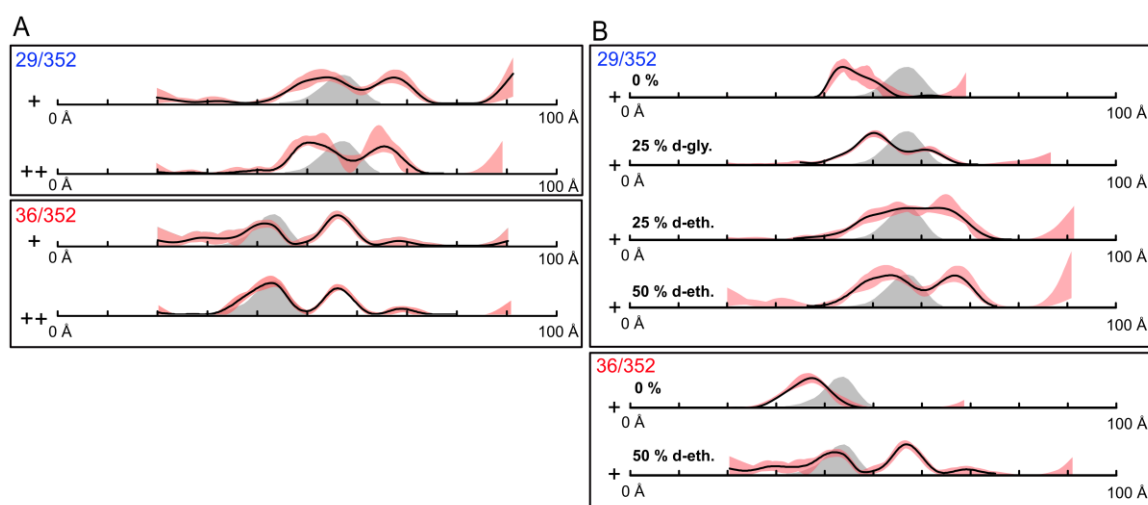 A
29/352
+
0 Å
100 Å
++
0 Å
100 Å
36/352
+
0 Å
100 Å
++
0 Å
100 Å
B
29/352
0 %
+
0 Å
100 Å
25 % d-gly.
+
0 Å
100 Å
25 % d-eth.
+
0 Å
100 Å
50 % d-eth.
+
0 Å
100 Å
36/352
0 %
+
0 Å
100 Å
50 % d-eth.
+
0 Å
100 Å